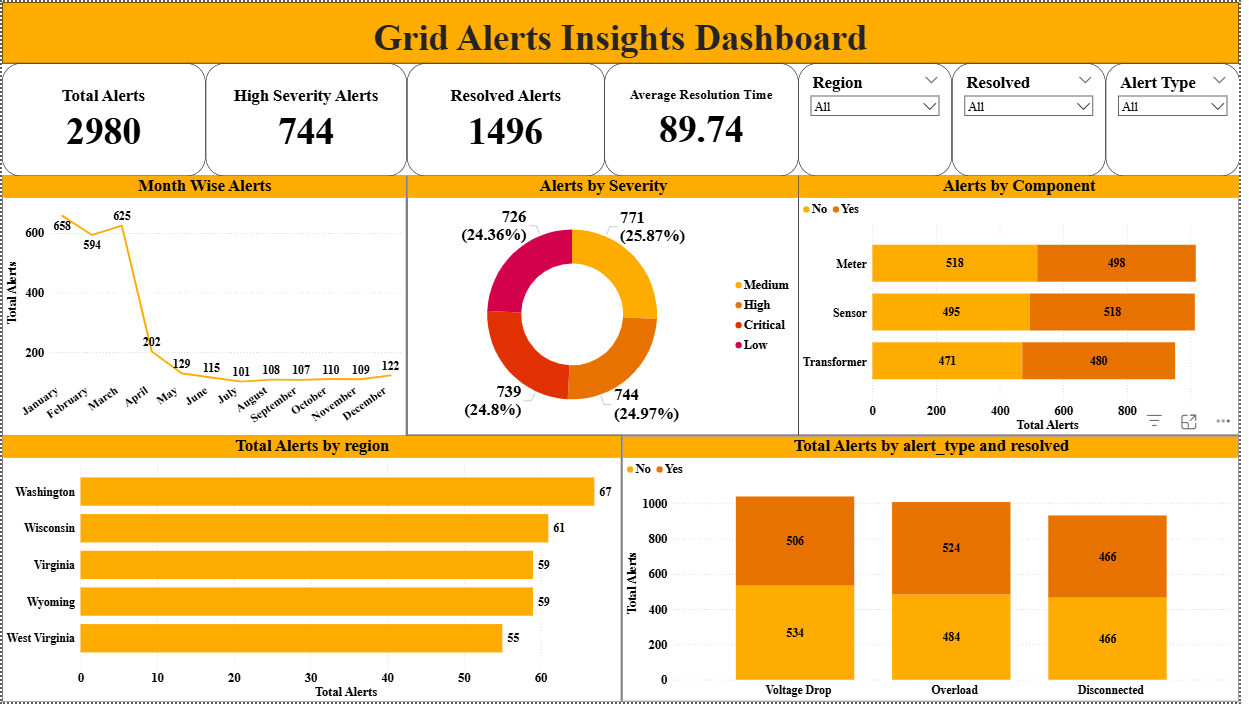 Grid Alerts Insights Dashboard
Total Alerts
2980
High Severity Alerts
744
Resolved Alerts
1496
Average Resolution Time
89.74
Region
All
Resolved
All
Alert Type
All
Month Wise Alerts
Total Alerts
600
400
200
658
594
625
202
129
115
101
108
107
110
109
122
January
February
March
April
May
June
July
August
September
October
November
December
Alerts by Severity
726
(24.36%)
771
(25.87%)
739
(24.8%)
744
(24.97%)
Medium
High
Critical
Low
Alerts by Component
No Yes
Meter 518 498
Sensor 495 518
Transformer 471 480
0 200 400 600 800
Total Alerts
Total Alerts by region
Washington 67
Wisconsin 61
Virginia 59
Wyoming 59
West Virginia 55
0 10 20 30 40 50 60
Total Alerts
Total Alerts by alert_type and resolved
No Yes
Total Alerts
1000
800
600
400
200
0
506
534
524
484
466
466
Voltage Drop
Overload
Disconnected